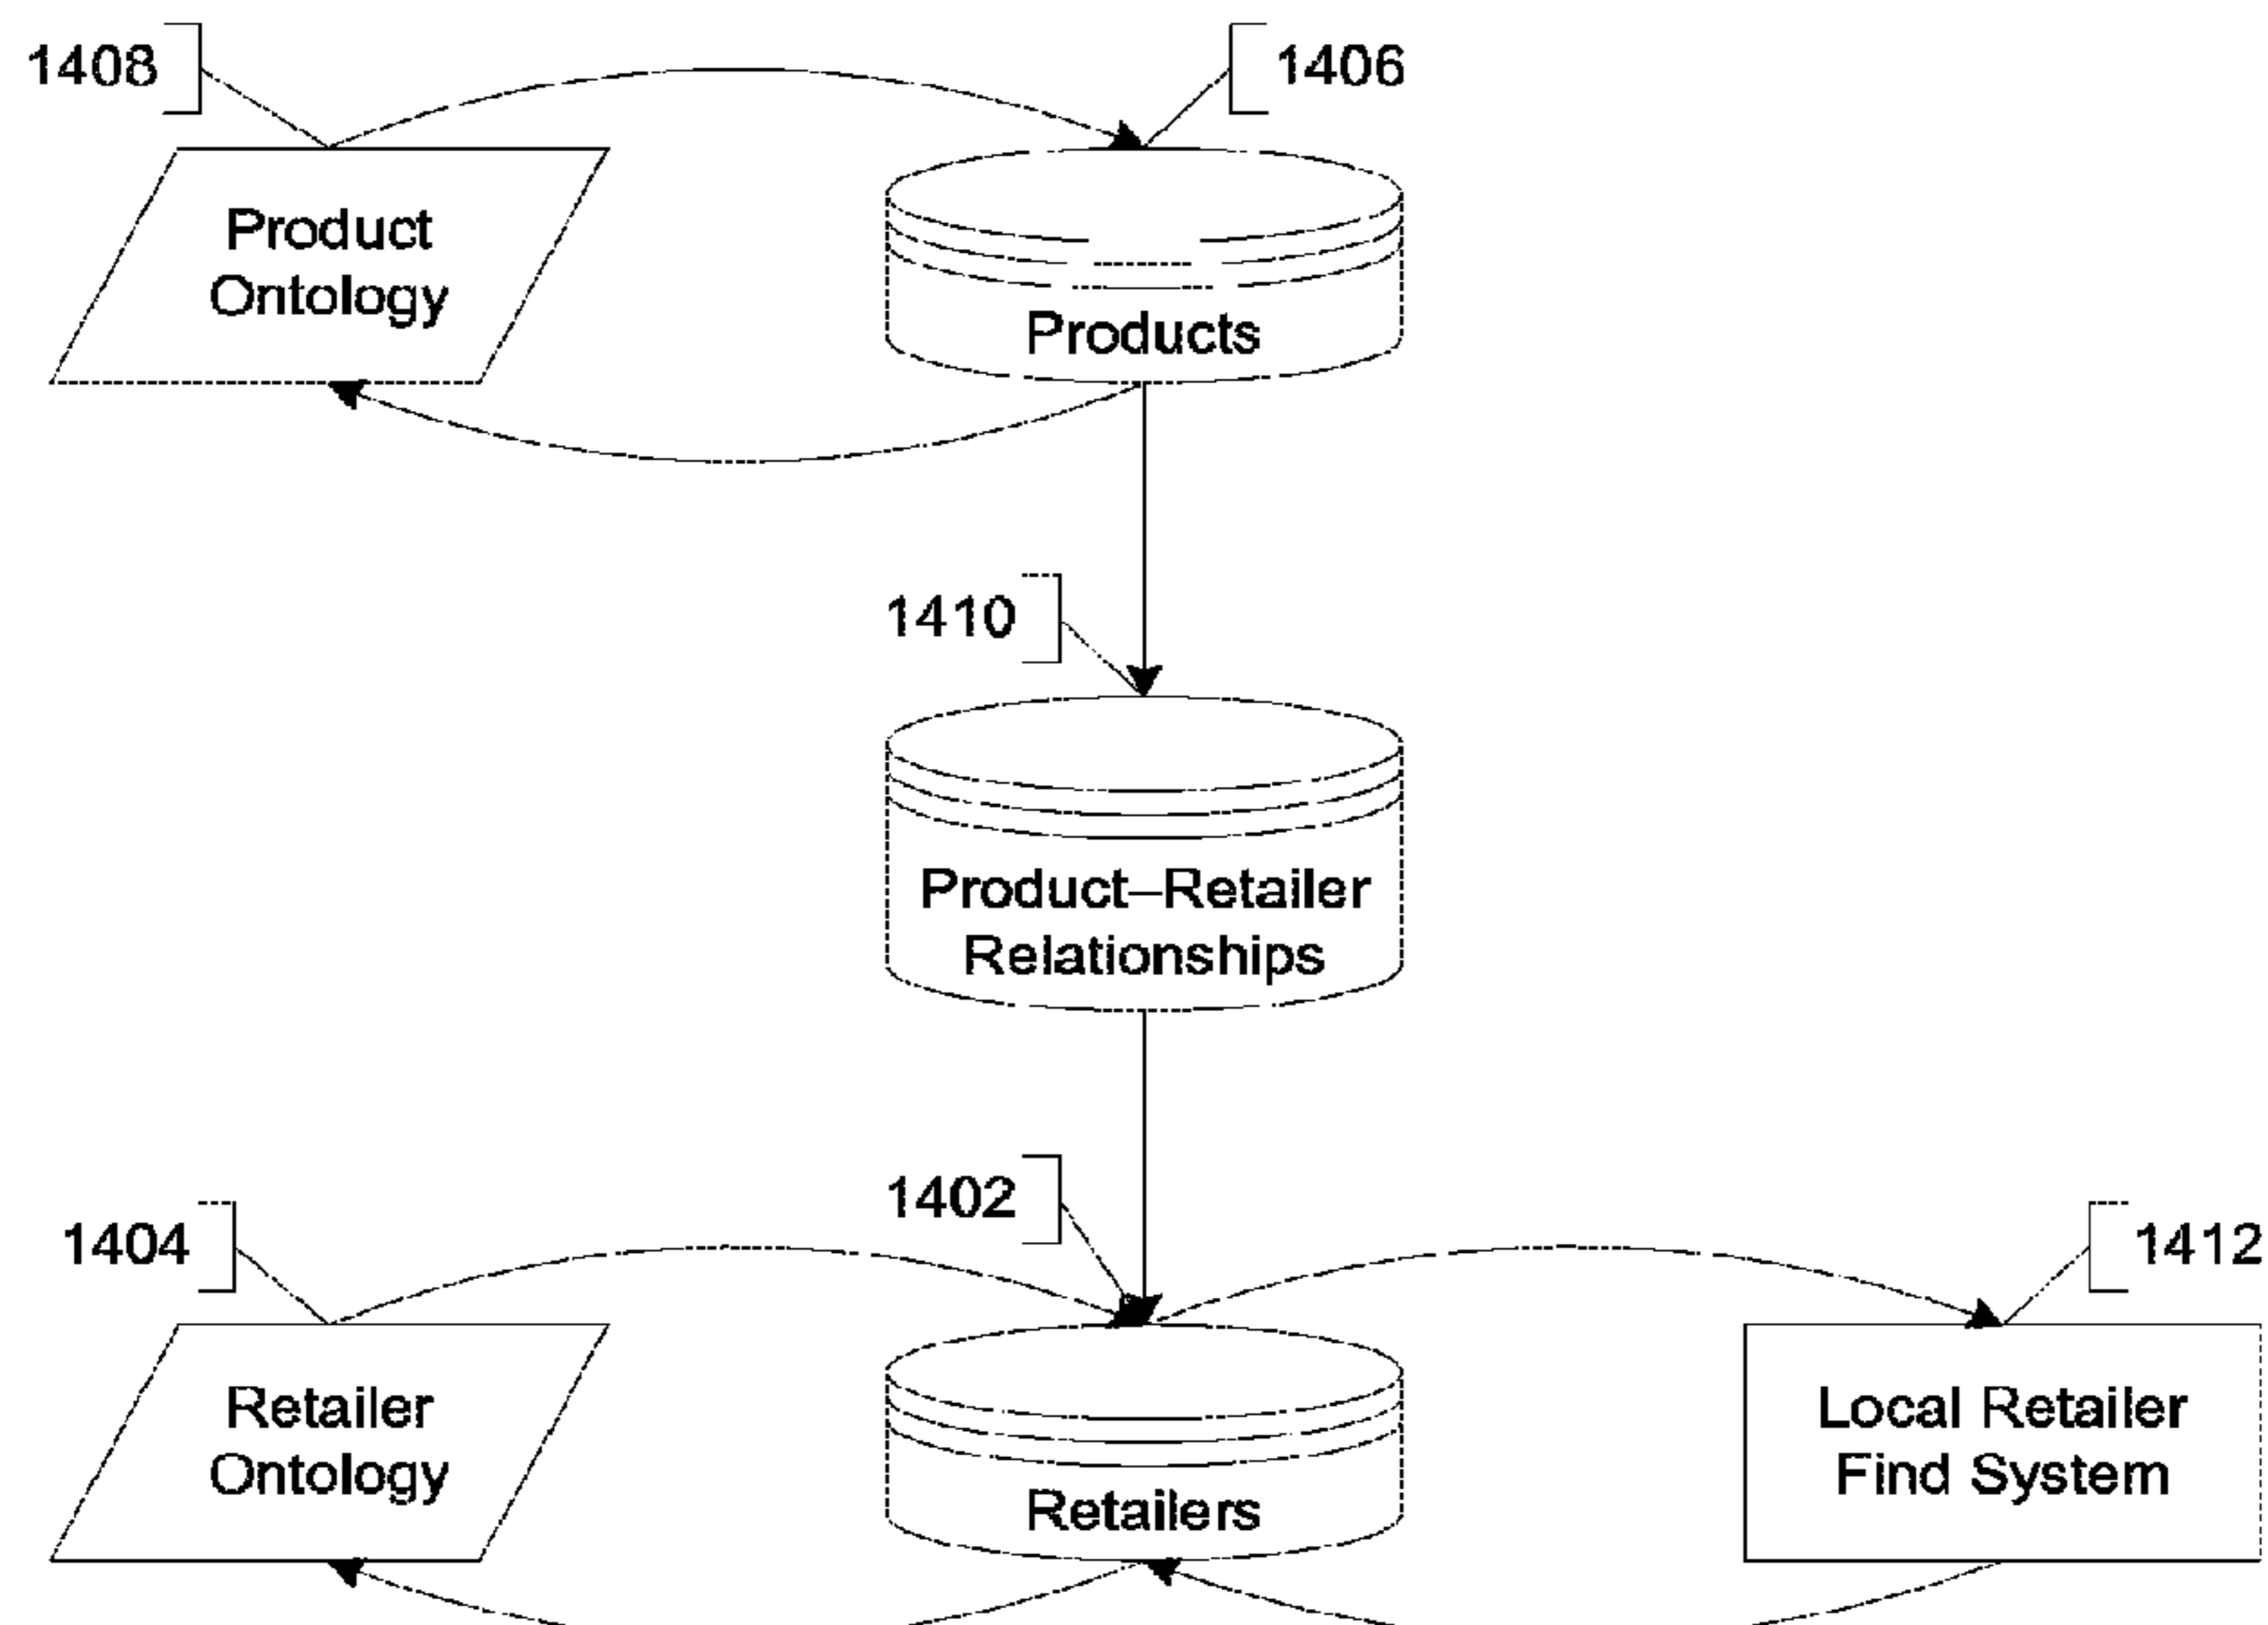 1408
1406
Product
Ontology
Products
1410
Product–Retailer
Relationships
1402
1404
1412
Retailer
Ontology
Retailers
Local Retailer
Find System